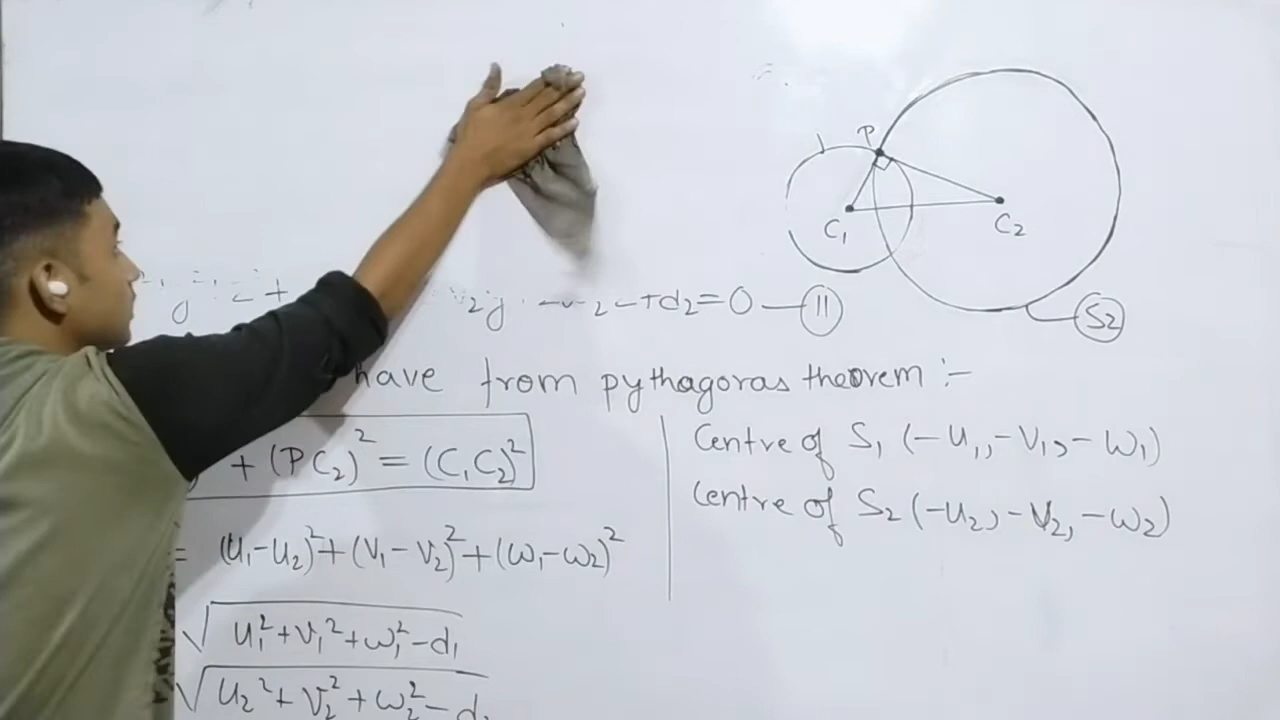 P
C₁
C₂
S2
d₂=0 — 11
have from pythagoras theorem :-
+ (PC₂)² = (C₁C₂)²
= (u₁-u₂)²+(v₁-v₂)²+(ω₁-ω₂)²
√u₁²+v₁²+ω₁²-d₁
√u₂²+v₂²+ω₂²-d
Centre of S₁ (-u₁,-v₁,-ω₁)
Centre of S₂ (-u₂,-v₂,-ω₂)